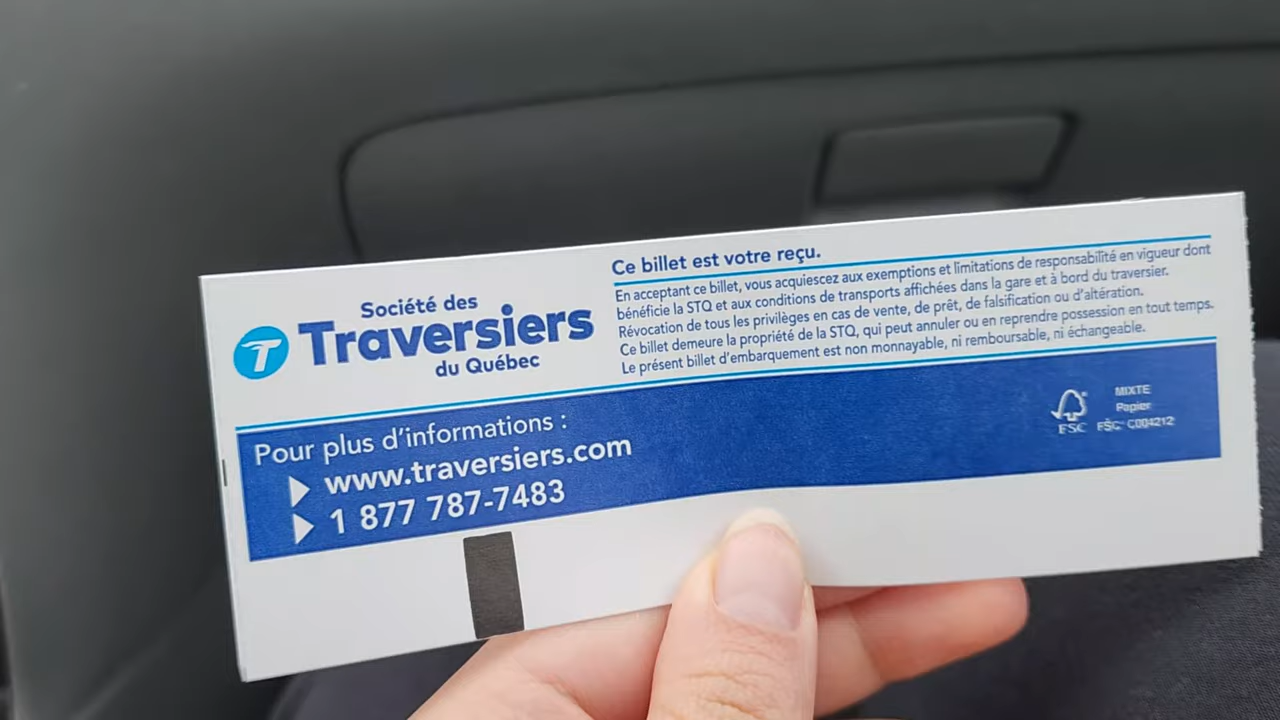 Société des
Traversiers
du Québec
Ce billet est votre reçu.
En acceptant ce billet, vous acquiescez aux exemptions et limitations de responsabilité en vigueur dont
bénéficie la STQ et aux conditions de transports affichées dans la gare et à bord du traversier.
Révocation de tous les privilèges en cas de vente, de prêt, de falsification ou d'altération.
Ce billet demeure la propriété de la STQ, qui peut annuler ou en reprendre possession en tout temps.
Le présent billet d'embarquement est non monnayable, ni remboursable, ni échangeable.
Pour plus d'informations :
www.traversiers.com
1 877 787-7483
FSC
MIXTE
Papier
FSC® C004212